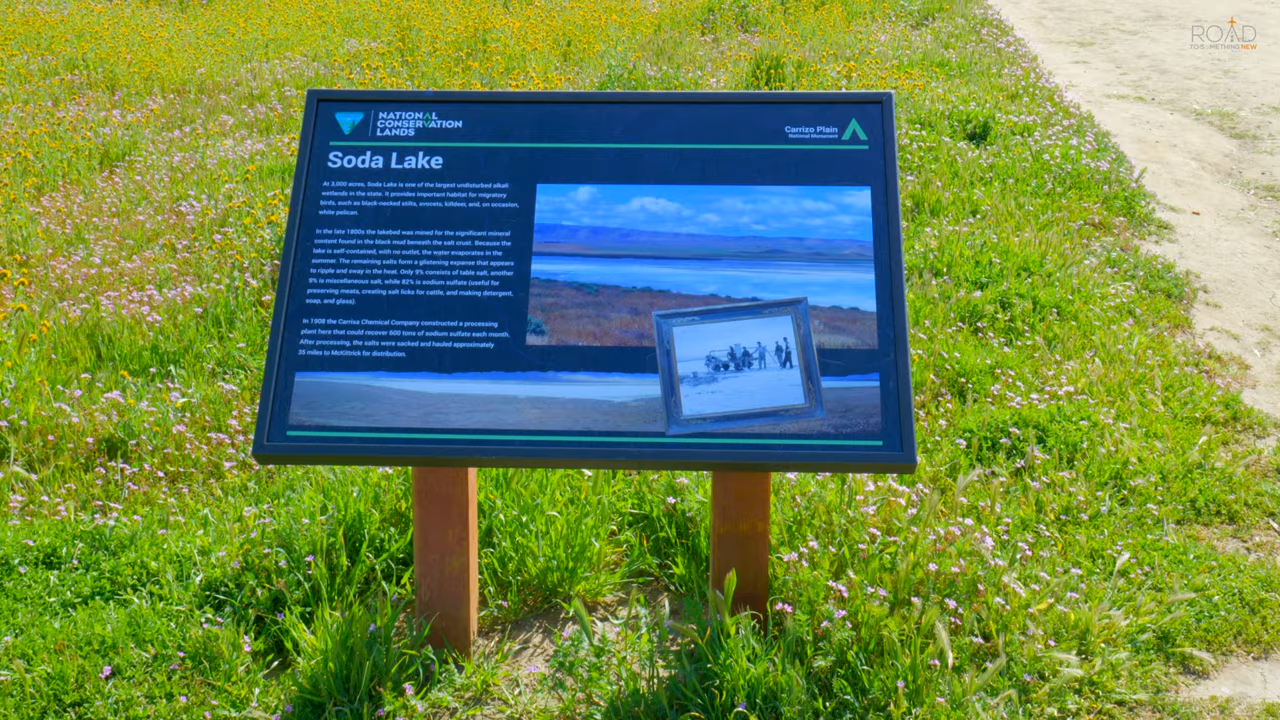 ROAD
TO SOMETHING NEW
NATIONAL
CONSERVATION
LANDS
Carrizo Plain
National Monument
Soda Lake
At 3,000 acres, Soda Lake is one of the largest undisturbed alkali
wetlands in the state. It provides important habitat for migratory
birds, such as black-necked stilts, avocets, killdeer, and, on occasion,
white pelican.
In the late 1800s the lakebed was mined for the significant mineral
content found in the black mud beneath the salt crust. Because the
lake is self-contained, with no outlet, the water evaporates in the
summer. The remaining salts form a glistening expanse that appears
to ripple and sway in the heat. Only 9% consists of table salt, another
9% is miscellaneous salt, while 82% is sodium sulfate (useful for
preserving meats, creating salt licks for cattle, and making detergent,
soap, and glass).
In 1908 the Carrisa Chemical Company constructed a processing
plant here that could recover 600 tons of sodium sulfate each month.
After processing, the salts were sacked and hauled approximately
35 miles to McKittrick for distribution.